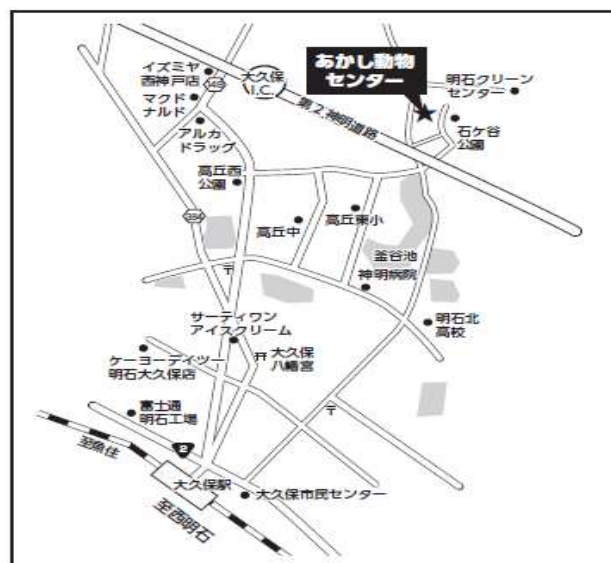 イズミヤ
西神戸店
148
マクド
ナルド
アルカ
ドラッグ
大久保
I.C.
あかし動物
センター
第2神明道路
明石クリーン
センター
石ケ谷
公園
高丘西
公園
384
高丘中
高丘東小
釜谷池
神明病院
〒
サーティワン
アイスクリーム
明石北
高校
ケーヨーデイツー
明石大久保店
大久保
八幡宮
富士通
明石工場
〒
2
至魚住
大久保駅
大久保市民センター
至西明石